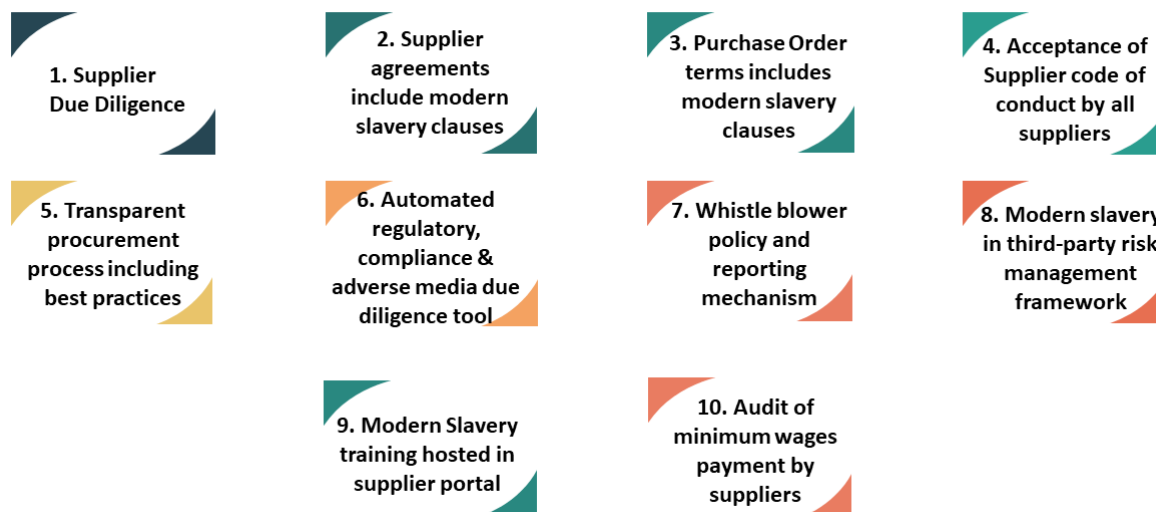 1. Supplier
Due Diligence
2. Supplier
agreements
include modern
slavery clauses
3. Purchase Order
terms includes
modern slavery
clauses
4. Acceptance of
Supplier code of
conduct by all
suppliers
5. Transparent
procurement
process including
best practices
6. Automated
regulatory,
compliance &
adverse media due
diligence tool
7. Whistle blower
policy and
reporting
mechanism
8. Modern slavery
in third-party risk
management
framework
9. Modern Slavery
training hosted in
supplier portal
10. Audit of
minimum wages
payment by
suppliers